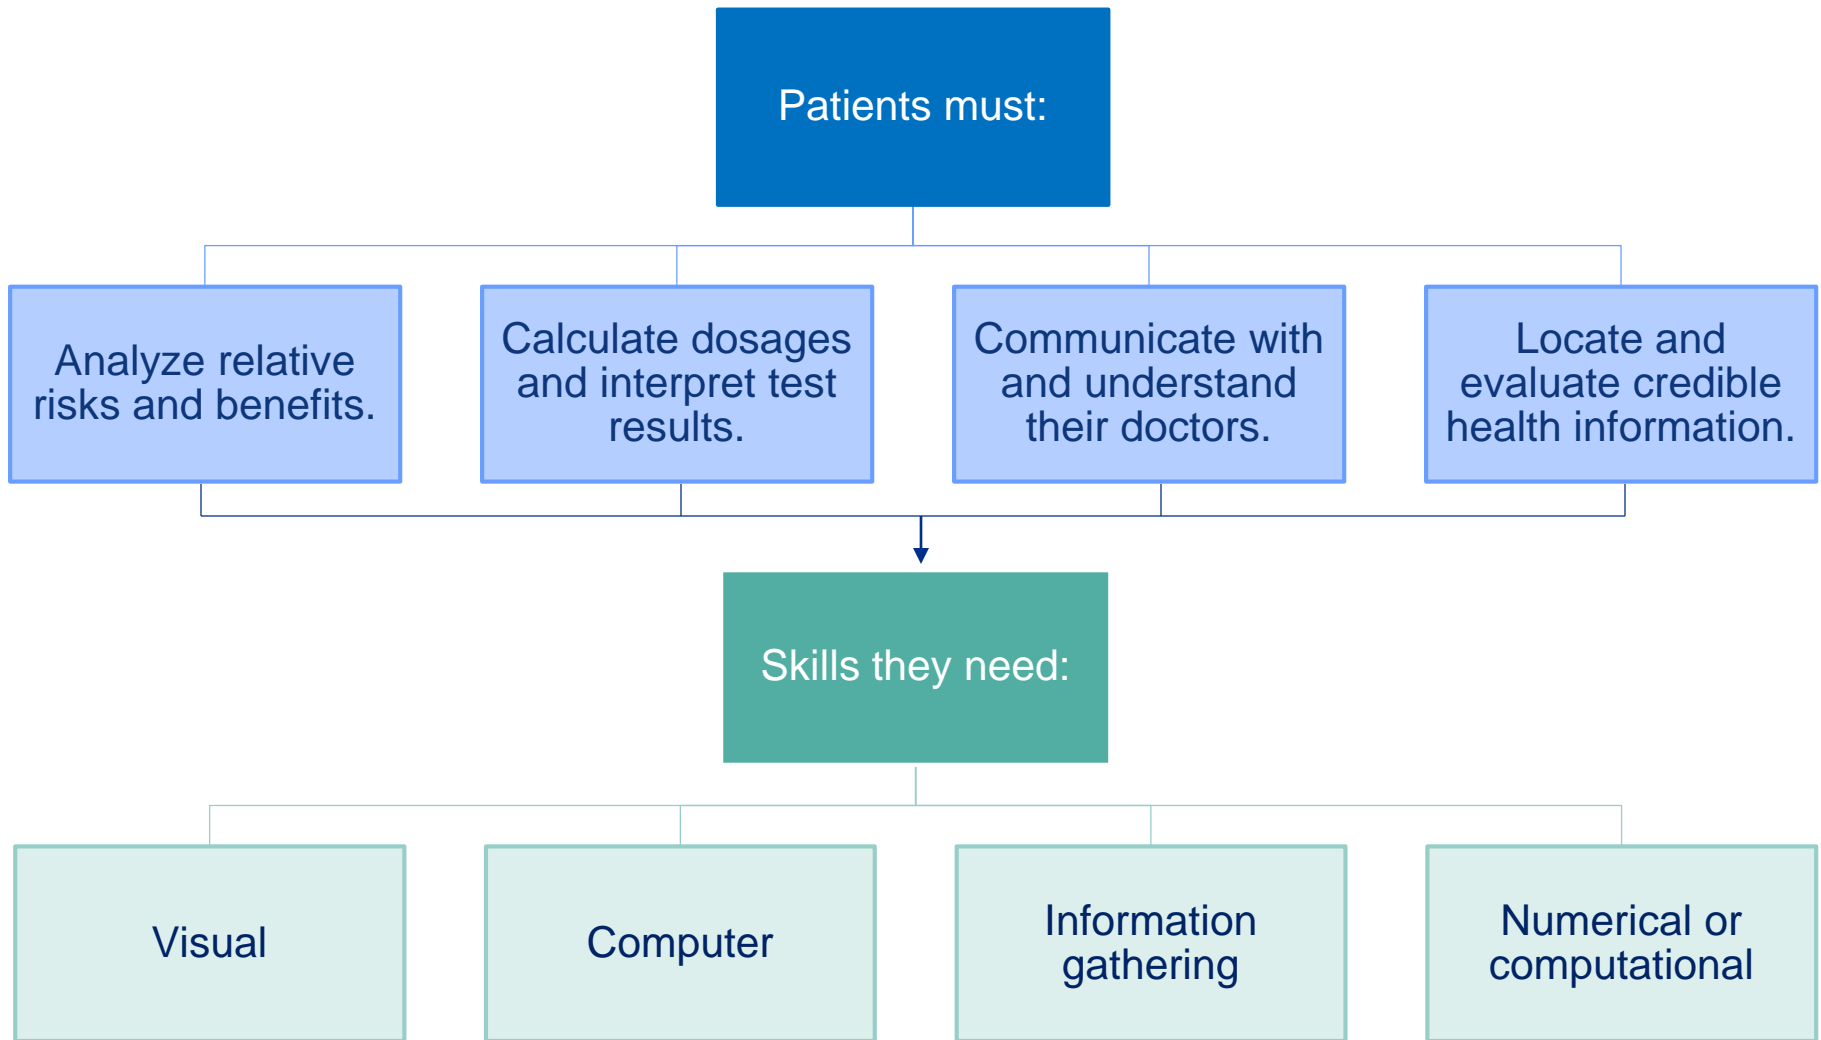 Patients must:
Analyze relative
risks and benefits.
Calculate dosages
and interpret test
results.
Communicate with
and understand
their doctors.
Locate and
evaluate credible
health information.
Skills they need:
Visual
Computer
Information
gathering
Numerical or
computational